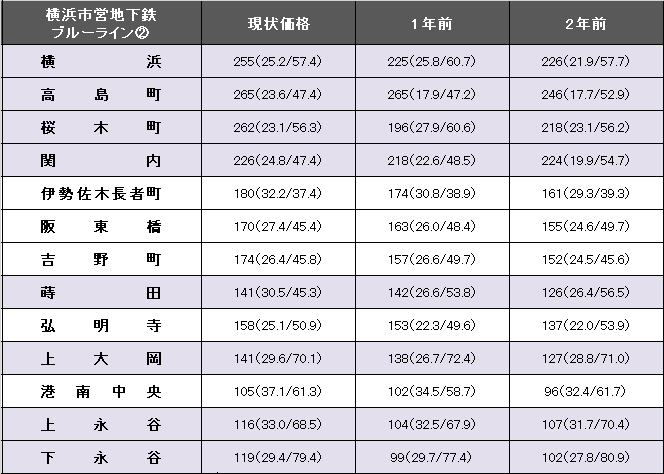 横浜市営地下鉄
ブルーライン② 現状価格 1年前 2年前
横浜 255(25.2/57.4) 225(25.8/60.7) 226(21.9/57.7)
高島町 265(23.6/47.4) 265(17.9/47.2) 246(17.7/52.9)
桜木町 262(23.1/56.3) 196(27.9/60.6) 218(23.1/56.2)
関内 226(24.8/47.4) 218(22.6/48.5) 224(19.9/54.7)
伊勢佐木長者町 180(32.2/37.4) 174(30.8/38.9) 161(29.3/39.3)
阪東橋 170(27.4/45.4) 163(26.0/48.4) 155(24.6/49.7)
吉野町 174(26.4/45.8) 157(26.6/49.7) 152(24.5/45.6)
蒔田 141(30.5/45.3) 142(26.6/53.8) 126(26.4/56.5)
弘明寺 158(25.1/50.9) 153(22.3/49.6) 137(22.0/53.9)
上大岡 141(29.6/70.1) 138(26.7/72.4) 127(28.8/71.0)
港南中央 105(37.1/61.3) 102(34.5/58.7) 96(32.4/61.7)
上永谷 116(33.0/68.5) 104(32.5/67.9) 107(31.7/70.4)
下永谷 119(29.4/79.4) 99(29.7/77.4) 102(27.8/80.9)